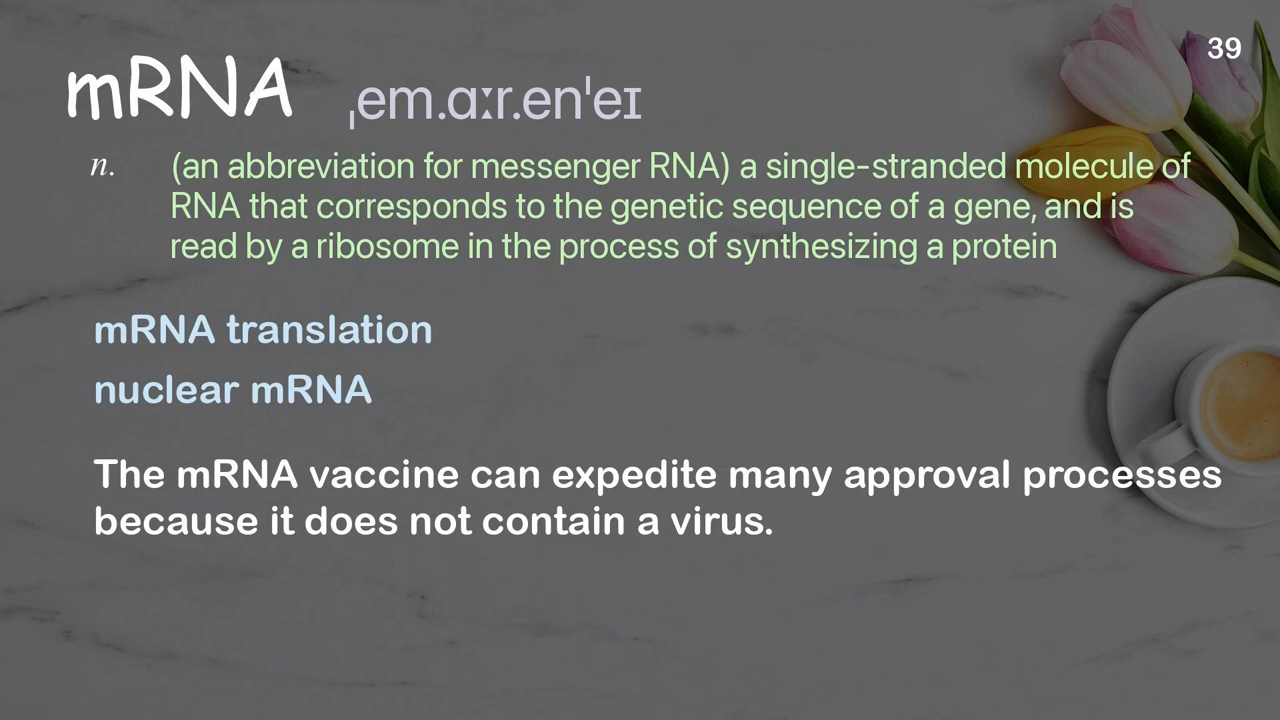 39
mRNA ˌem.ɑːr.enˈeɪ
n. (an abbreviation for messenger RNA) a single-stranded molecule of
RNA that corresponds to the genetic sequence of a gene, and is
read by a ribosome in the process of synthesizing a protein
mRNA translation
nuclear mRNA
The mRNA vaccine can expedite many approval processes
because it does not contain a virus.